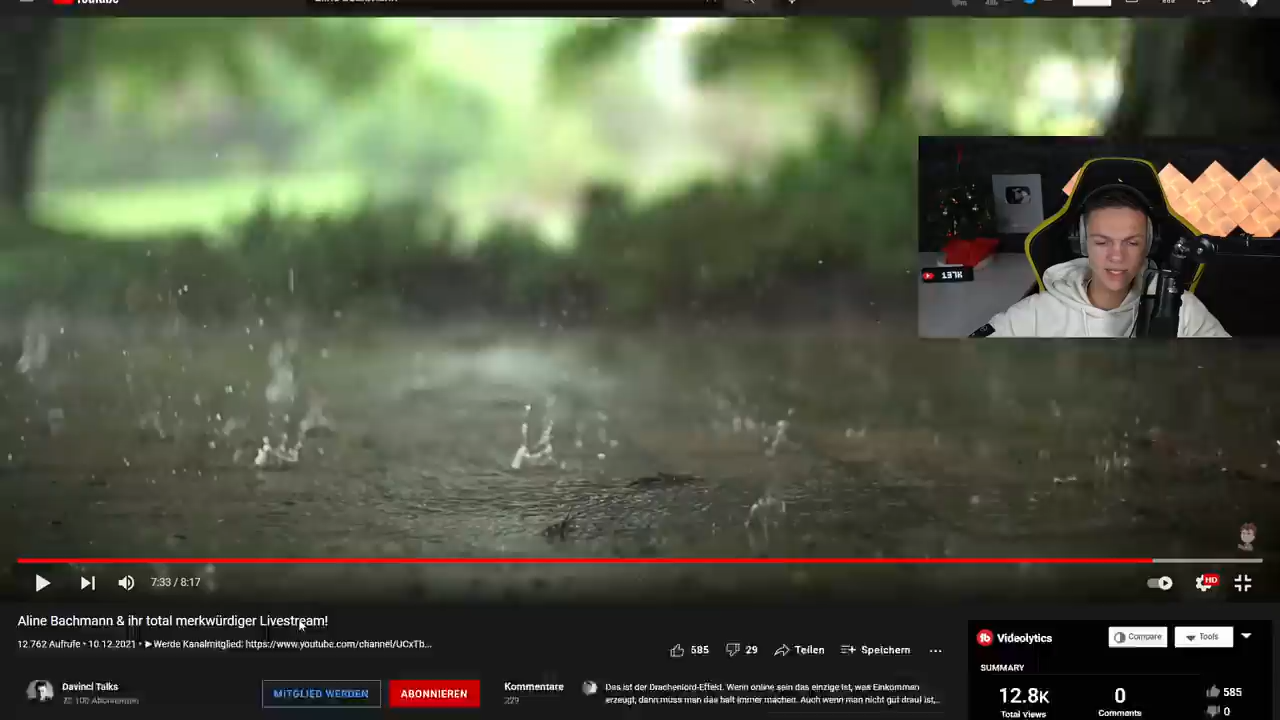 137K
7:33 / 8:17
HD
Aline Bachmann & ihr total merkwürdiger Livestream!
12.762 Aufrufe • 10.12.2021 • ►Werde Kanalmitglied: https://www.youtube.com/channel/UCxTb...
585
29
Teilen
Speichern
Davinci Talks
MITGLIED WERDEN
ABONNIEREN
Kommentare
229
Das ist der Drachenlord-Effekt. Wenn online sein das einzige ist, was Einkommen
erzeugt, dann muss man das halt immer machen. Auch wenn man nicht gut drauf ist,...
Videolytics
Compare
Tools
SUMMARY
12.8K
Total Views
0
Comments
585
0